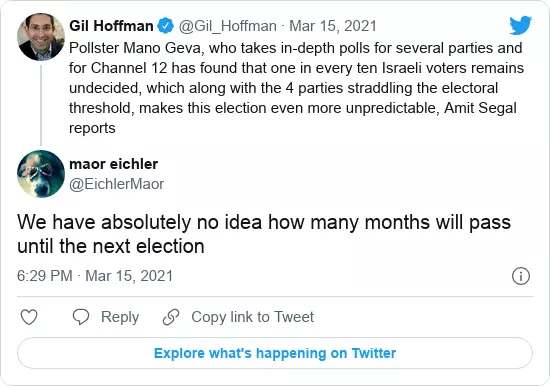 Gil Hoffman @Gil_Hoffman · Mar 15, 2021
Pollster Mano Geva, who takes in-depth polls for several parties and
for Channel 12 has found that one in every ten Israeli voters remains
undecided, which along with the 4 parties straddling the electoral
threshold, makes this election even more unpredictable, Amit Segal
reports
maor eichler
@EichlerMaor
We have absolutely no idea how many months will pass
until the next election
6:29 PM · Mar 15, 2021
Reply Copy link to Tweet
Explore what's happening on Twitter